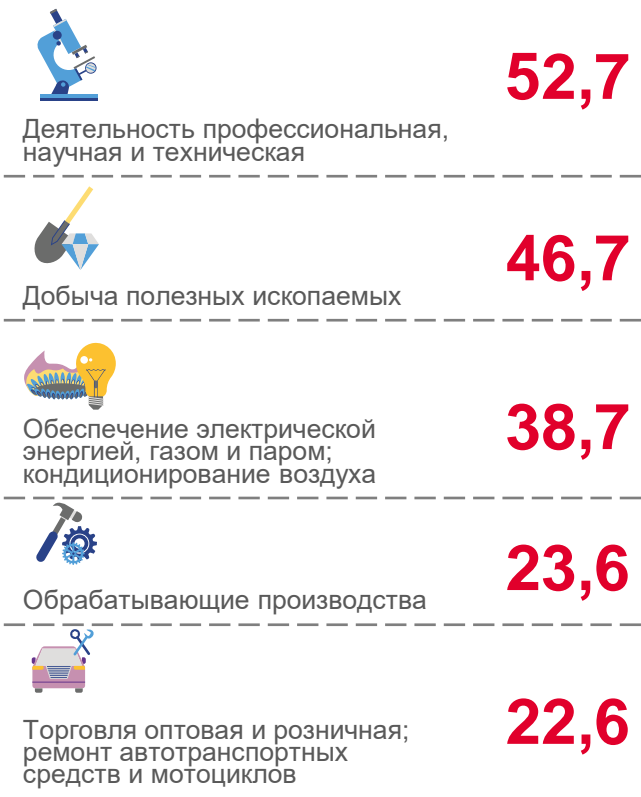 52,7
Деятельность профессиональная,
научная и техническая
46,7
Добыча полезных ископаемых
38,7
Обеспечение электрической
энергией, газом и паром;
кондиционирование воздуха
23,6
Обрабатывающие производства
22,6
Торговля оптовая и розничная;
ремонт автотранспортных
средств и мотоциклов